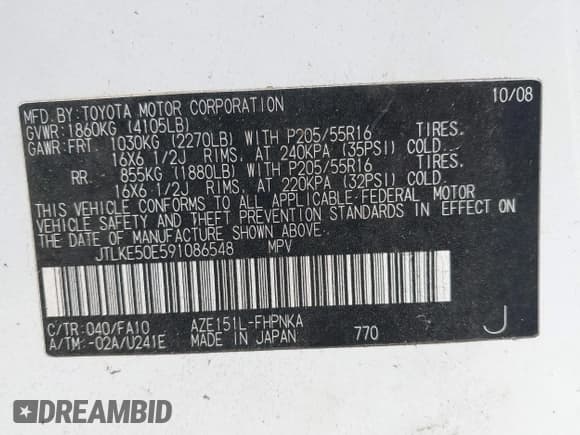 MFD. BY: TOYOTA MOTOR CORPORATION 10/08
GVWR: 1860KG (4105LB)
GAWR: FRT. 1030KG (2270LB) WITH P205/55R16 TIRES.
16X6.1/2J RIMS, AT 240KPA (35PSI) COLD.
RR 855KG (1880LB) WITH P205/55R16 TIRES.
16X6.1/2J RIMS, AT 220KPA (32PSI) COLD.
THIS VEHICLE CONFORMS TO ALL APPLICABLE FEDERAL MOTOR
VEHICLE SAFETY AND THEFT PREVENTION STANDARDS IN EFFECT ON
THE DATE OF MANUFACTURE SHOWN ABOVE.
JTLKE50E591086548 MPV
C/TR: 040/FA10 AZE151L-FHPNKA
A/TM: -02A/U241E MADE IN JAPAN 770 J
DREAMBID